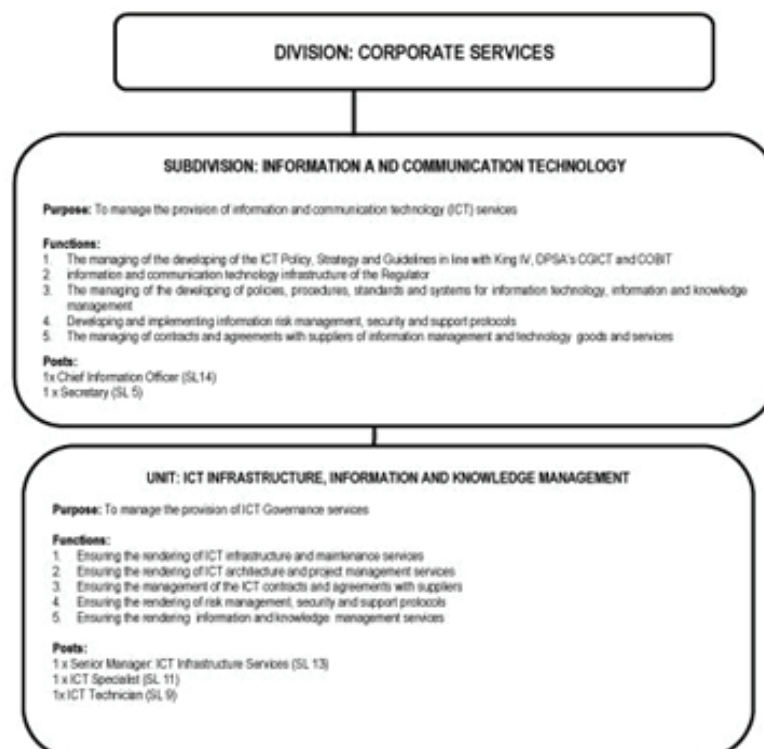 DIVISION: CORPORATE SERVICES
SUBDIVISION: INFORMATION A ND COMMUNICATION TECHNOLOGY
Purpose: To manage the provision of information and communication technology (ICT) services
Functions:
1. The managing of the developing of the ICT Policy, Strategy and Guidelines in line with King IV, DPSA's CGICT and COBIT
2. information and communication technology infrastructure of the Regulator
3. The managing of the developing of policies, procedures, standards and systems for information technology, information and knowledge
management
4. Developing and implementing information risk management, security and support protocols
5. The managing of contracts and agreements with suppliers of information management and technology goods and services
Posts:
1x Chief Information Officer (SL14)
1 x Secretary (SL 5)
UNIT: ICT INFRASTRUCTURE, INFORMATION AND KNOWLEDGE MANAGEMENT
Purpose: To manage the provision of ICT Governance services
Functions:
1. Ensuring the rendering of ICT infrastructure and maintenance services
2. Ensuring the rendering of ICT architecture and project management services
3. Ensuring the management of the ICT contracts and agreements with suppliers
4. Ensuring the rendering of risk management, security and support protocols
5. Ensuring the rendering information and knowledge management services
Posts:
1 x Senior Manager: ICT Infrastructure Services (SL 13)
1 x ICT Specialist (SL 11)
1x ICT Technician (SL 9)